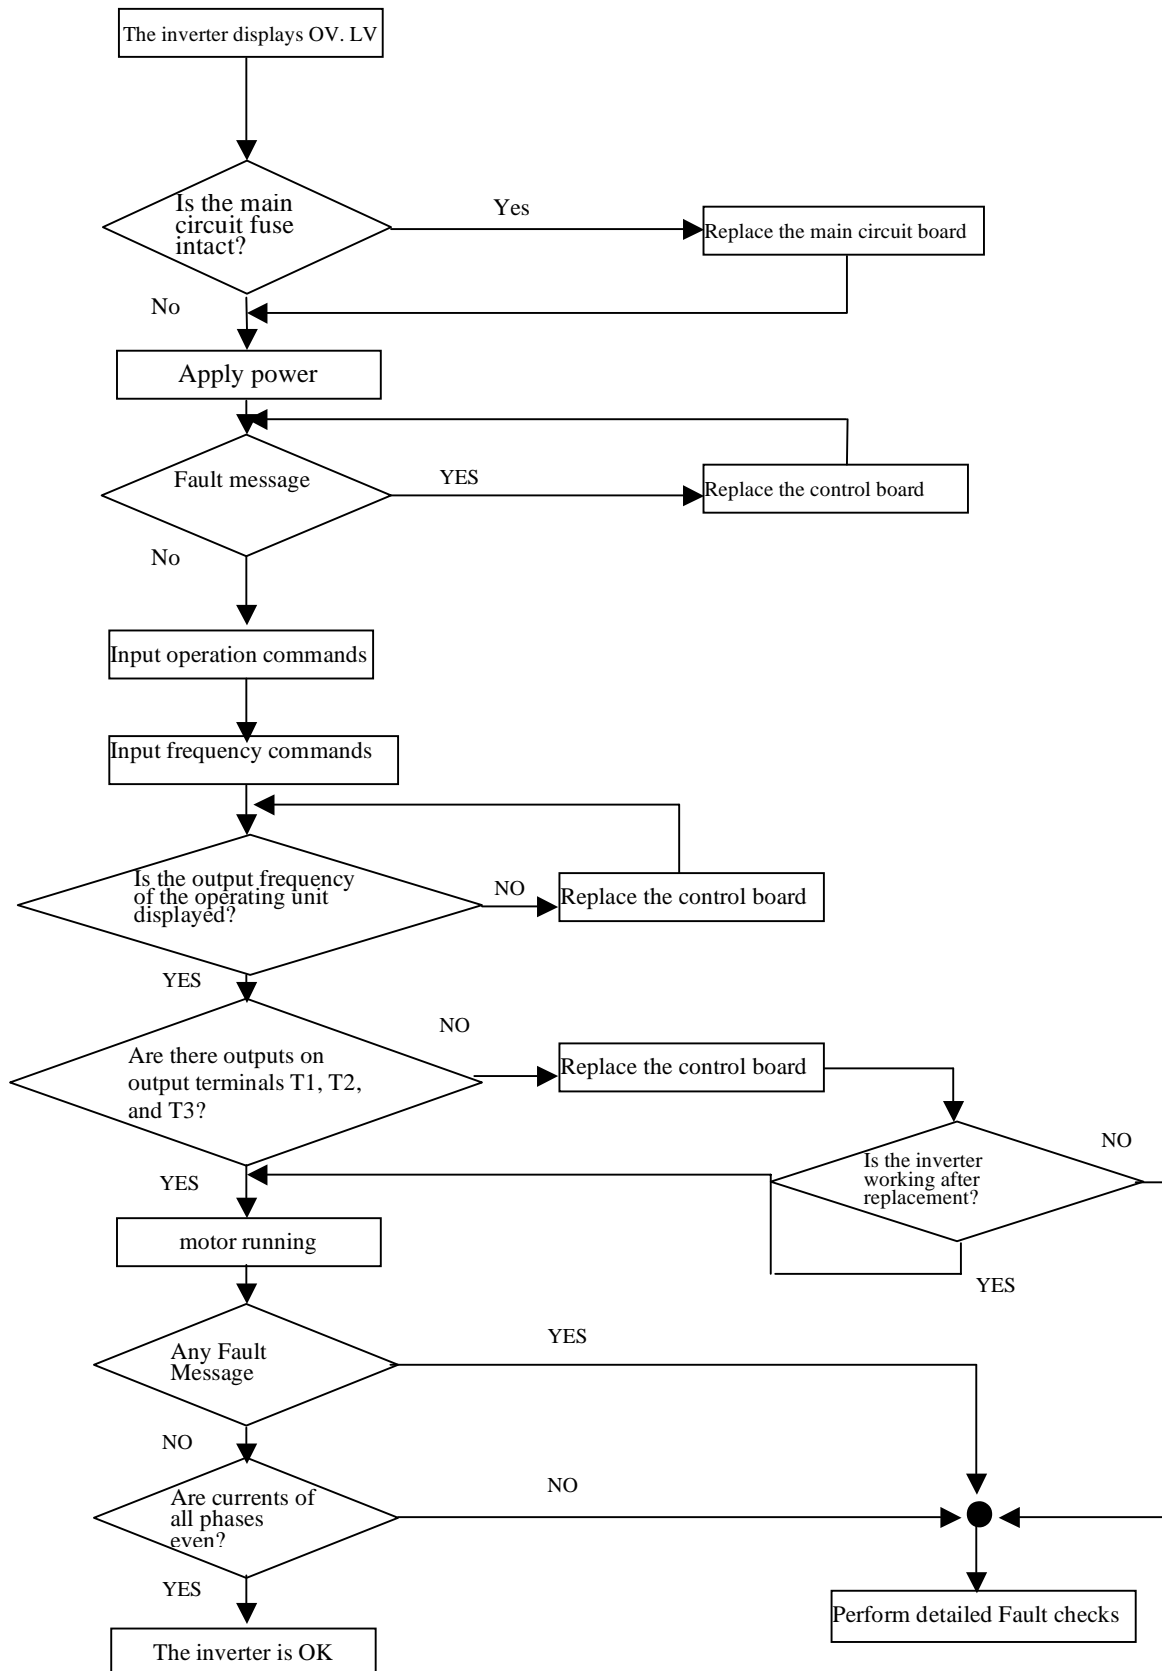 The inverter displays OV. LV
Is the main
circuit fuse
intact?
Yes
Replace the main circuit board
No
Apply power
Fault message
YES
Replace the control board
No
Input operation commands
Input frequency commands
Is the output frequency
of the operating unit
displayed?
NO
Replace the control board
YES
NO
Are there outputs on
output terminals T1, T2,
and T3?
Replace the control board
NO
Is the inverter
working after
replacement?
YES
YES
motor running
Any Fault
Message
YES
NO
Are currents of
all phases
even?
NO
YES
Perform detailed Fault checks
The inverter is OK